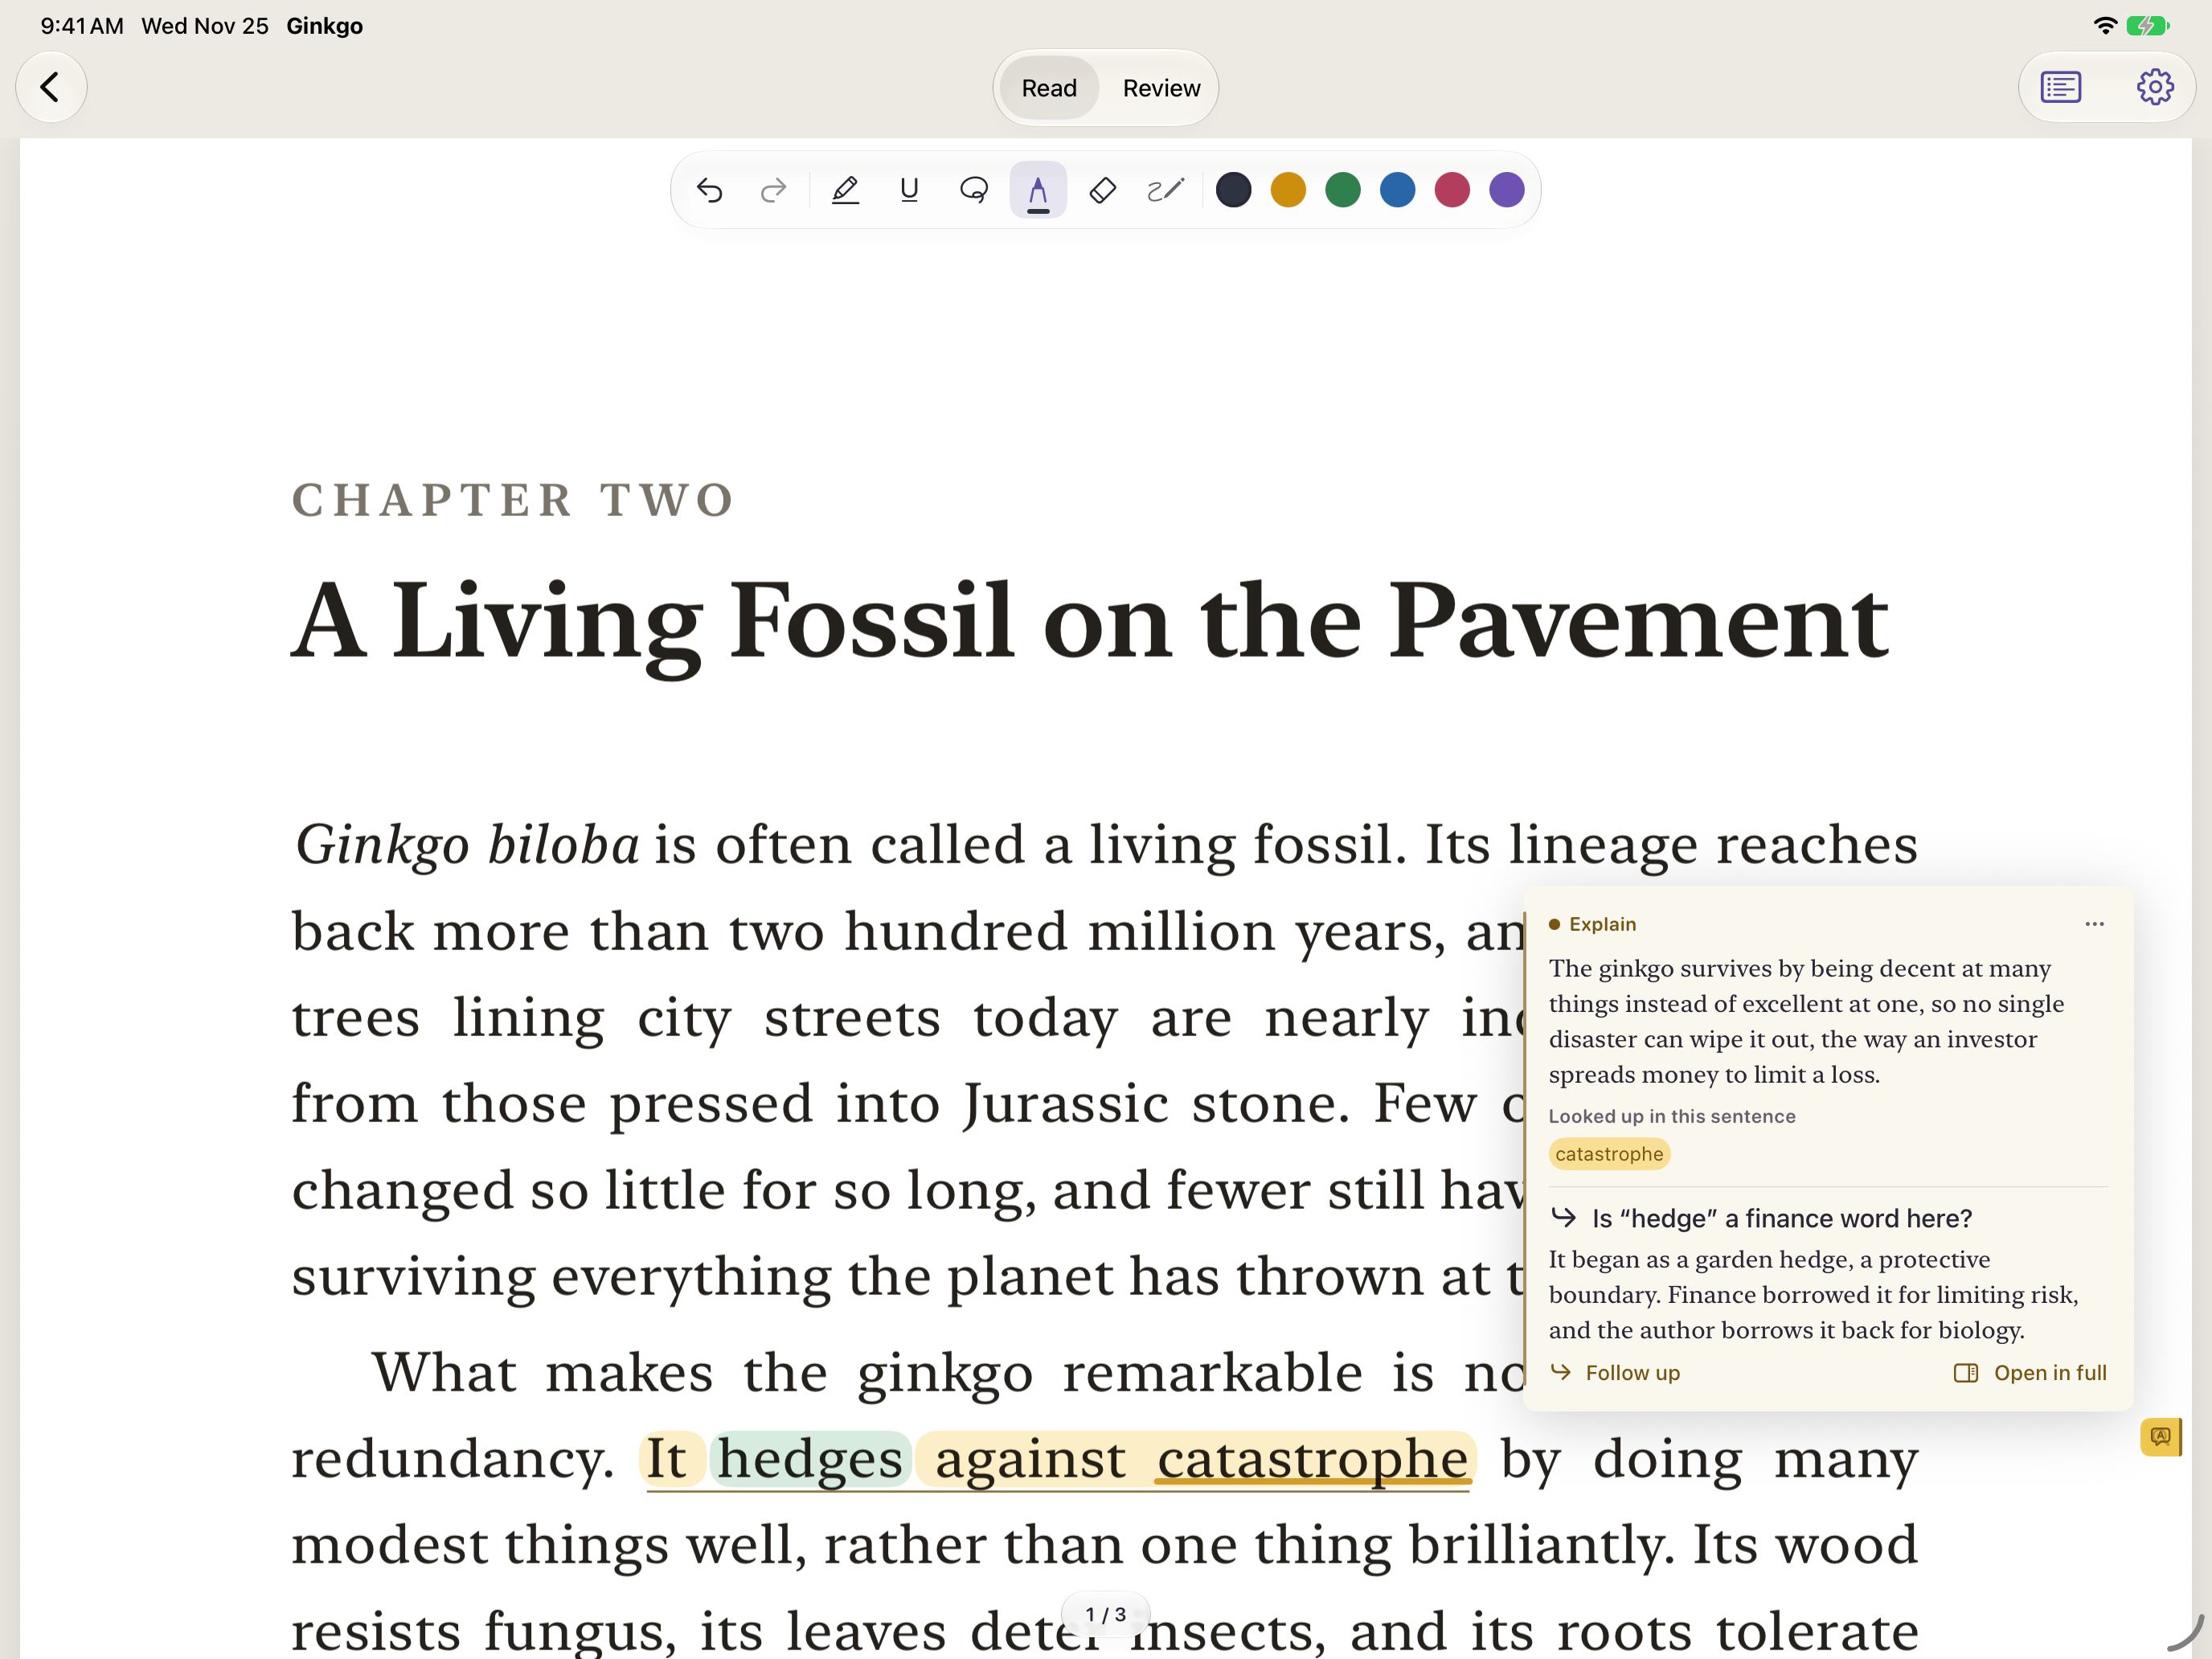 9:41 AM Wed Nov 25 Ginkgo
Read Review
CHAPTER TWO
A Living Fossil on the Pavement
Ginkgo biloba is often called a living fossil. Its lineage reaches
back more than two hundred million years,
trees lining city streets today are nearly
from those pressed into Jurassic stone. Few
changed so little for so long, and fewer still
surviving everything the planet has thrown at
What makes the ginkgo remarkable is
redundancy. It hedges against catastrophe by doing many
modest things well, rather than one thing brilliantly. Its wood
resists fungus, its leaves deter insects, and its roots tolerate
Explain
The ginkgo survives by being decent at many
things instead of excellent at one, so no single
disaster can wipe it out, the way an investor
spreads money to limit a loss.
Looked up in this sentence
catastrophe
Is “hedge” a finance word here?
It began as a garden hedge, a protective
boundary. Finance borrowed it for limiting risk,
and the author borrows it back for biology.
Follow up Open in full
1 / 3